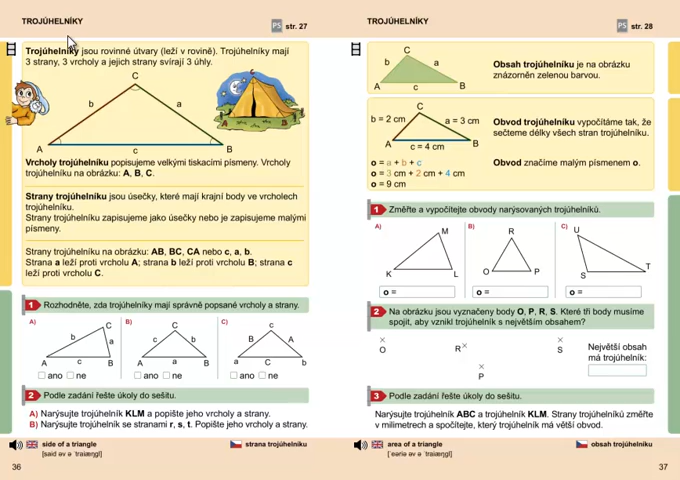 TROJÚHELNÍKY
PS str. 27
Trojúhelníky jsou rovinné útvary (leží v rovině). Trojúhelníky mají
3 strany, 3 vrcholy a jejich strany svírají 3 úhly.
C
b a
A c B
A B
Vrcholy trojúhelníku popisujeme velkými tiskacími písmeny. Vrcholy
trojúhelníku na obrázku: A, B, C.
Strany trojúhelníku jsou úsečky, které mají krajní body ve vrcholech
trojúhelníku.
Strany trojúhelníku zapisujeme jako úsečky nebo je zapisujeme malými
písmeny.
Strany trojúhelníku na obrázku: AB, BC, CA nebo c, a, b.
Strana a leží proti vrcholu A; strana b leží proti vrcholu B; strana c
leží proti vrcholu C.
1 Rozhodněte, zda trojúhelníky mají správně popsané vrcholy a strany.
A) B) C)
C C c
b a c b B A
A c B A a B a C b
ano ne ano ne ano ne
2 Podle zadání řešte úkoly do sešitu.
A) Narýsujte trojúhelník KLM a popište jeho vrcholy a strany.
B) Narýsujte trojúhelník se stranami r, s, t. Popište jeho vrcholy a strany.
side of a triangle
strana trojúhelníku
[said əv ə ˈtraiæŋgl]
36
TROJÚHELNÍKY
PS str. 28
C
b a
A c B
Obsah trojúhelníku je na obrázku
znázorněn zelenou barvou.
C
b = 2 cm a = 3 cm
A c = 4 cm B
Obvod trojúhelníku vypočítáme tak, že
sečteme délky všech stran trojúhelníku.
o = a + b + c
o = 3 cm + 2 cm + 4 cm
o = 9 cm
Obvod značíme malým písmenem o.
1 Změřte a vypočítejte obvody narýsovaných trojúhelníků.
A) B) C)
M R U
K L O P S T
o = o = o =
2 Na obrázku jsou vyznačeny body O, P, R, S. Které tři body musíme
spojit, aby vznikl trojúhelník s největším obsahem?
O R S
P
Největší obsah
má trojúhelník:
3 Podle zadání řešte úkoly do sešitu.
Narýsujte trojúhelník ABC a trojúhelník KLM. Strany trojúhelníků změřte
v milimetrech a spočítejte, který trojúhelník má větší obvod.
area of a triangle
obsah trojúhelníku
[ˈeəriə əv ə ˈtraiæŋgl]
37